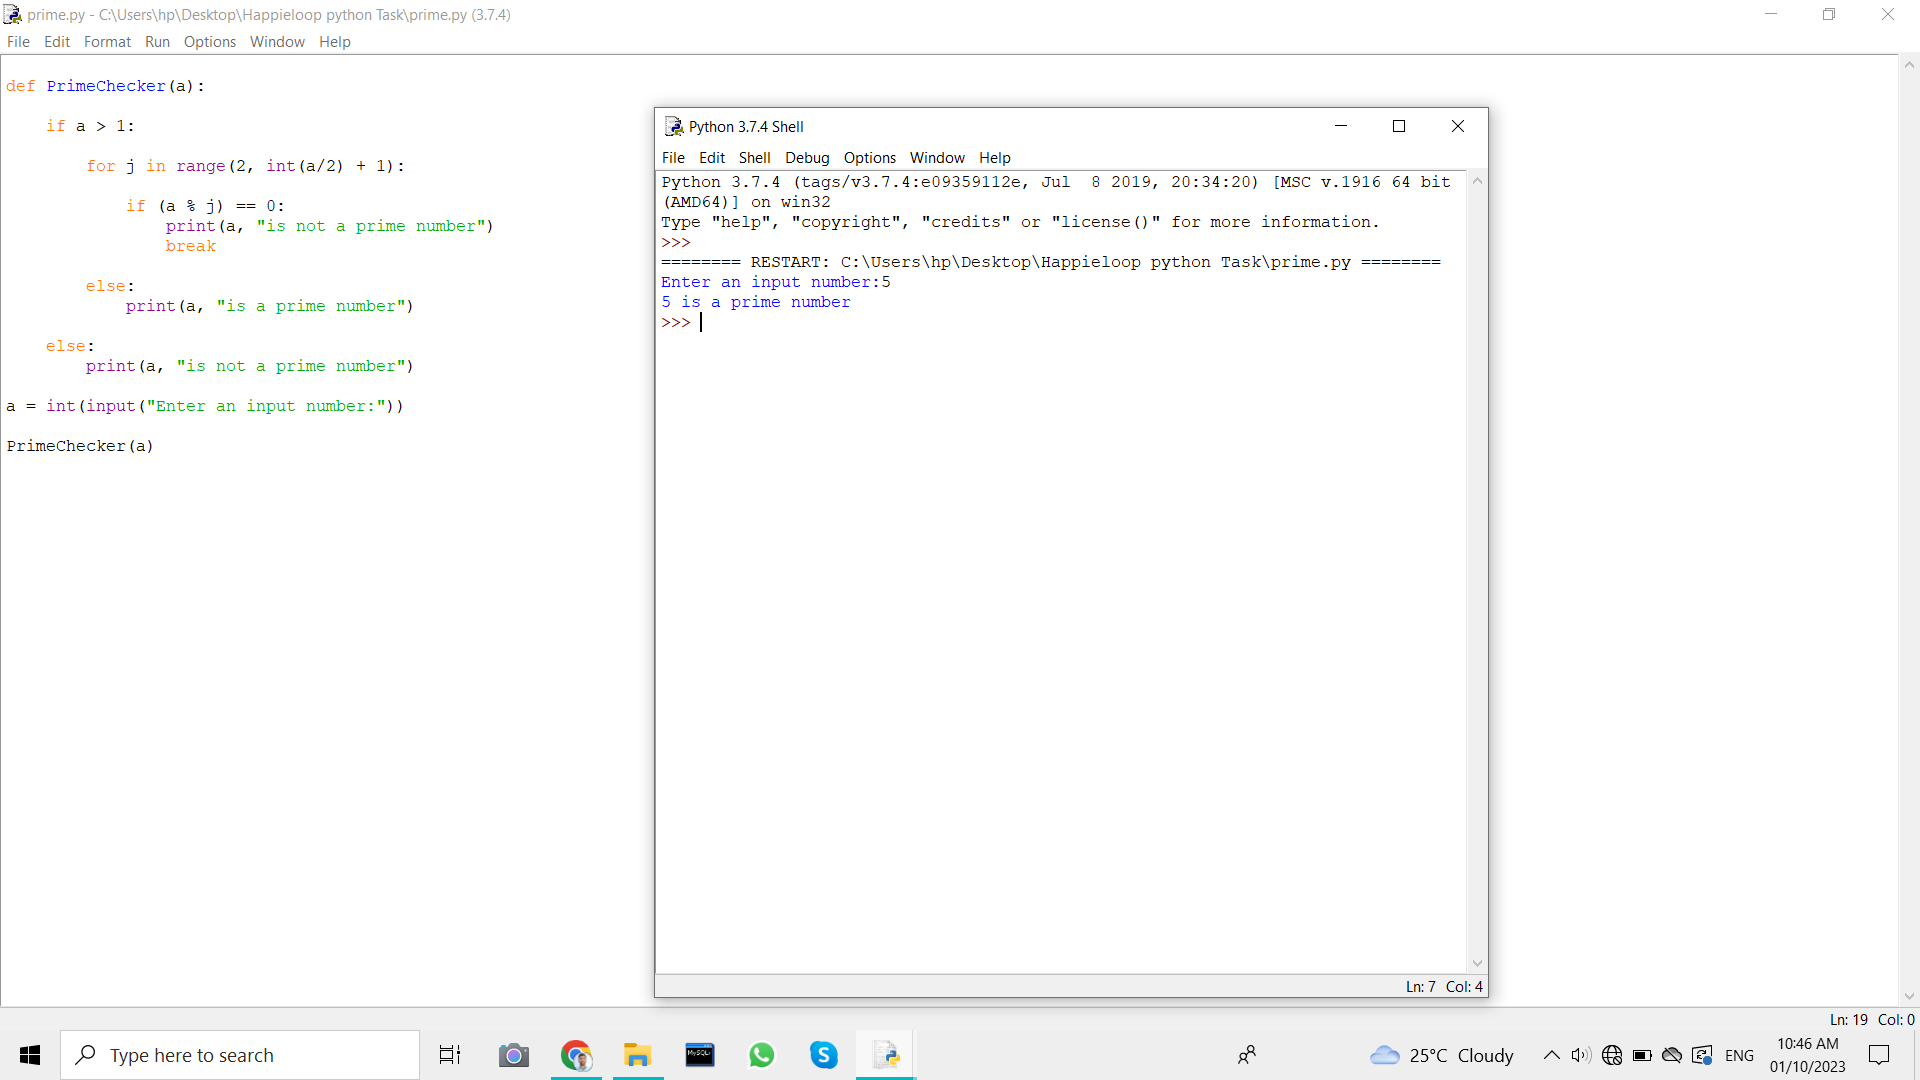 prime.py - C:\Users\hp\Desktop\Happieloop python Task\prime.py (3.7.4)
File Edit Format Run Options Window Help
def PrimeChecker(a):
    if a > 1:
        for j in range(2, int(a/2) + 1):
            if (a % j) == 0:
                print(a, "is not a prime number")
                break
        else:
            print(a, "is a prime number")
    else:
        print(a, "is not a prime number")
a = int(input("Enter an input number:"))
PrimeChecker(a)
Python 3.7.4 Shell
File Edit Shell Debug Options Window Help
Python 3.7.4 (tags/v3.7.4:e09359112e, Jul  8 2019, 20:34:20) [MSC v.1916 64 bit
(AMD64)] on win32
Type "help", "copyright", "credits" or "license()" for more information.
>>>
======== RESTART: C:\Users\hp\Desktop\Happieloop python Task\prime.py ========
Enter an input number:5
5 is a prime number
>>>
Ln: 7 Col: 4
Ln: 19 Col: 0
Type here to search
MySQL
25°C Cloudy
ENG
10:46 AM
01/10/2023